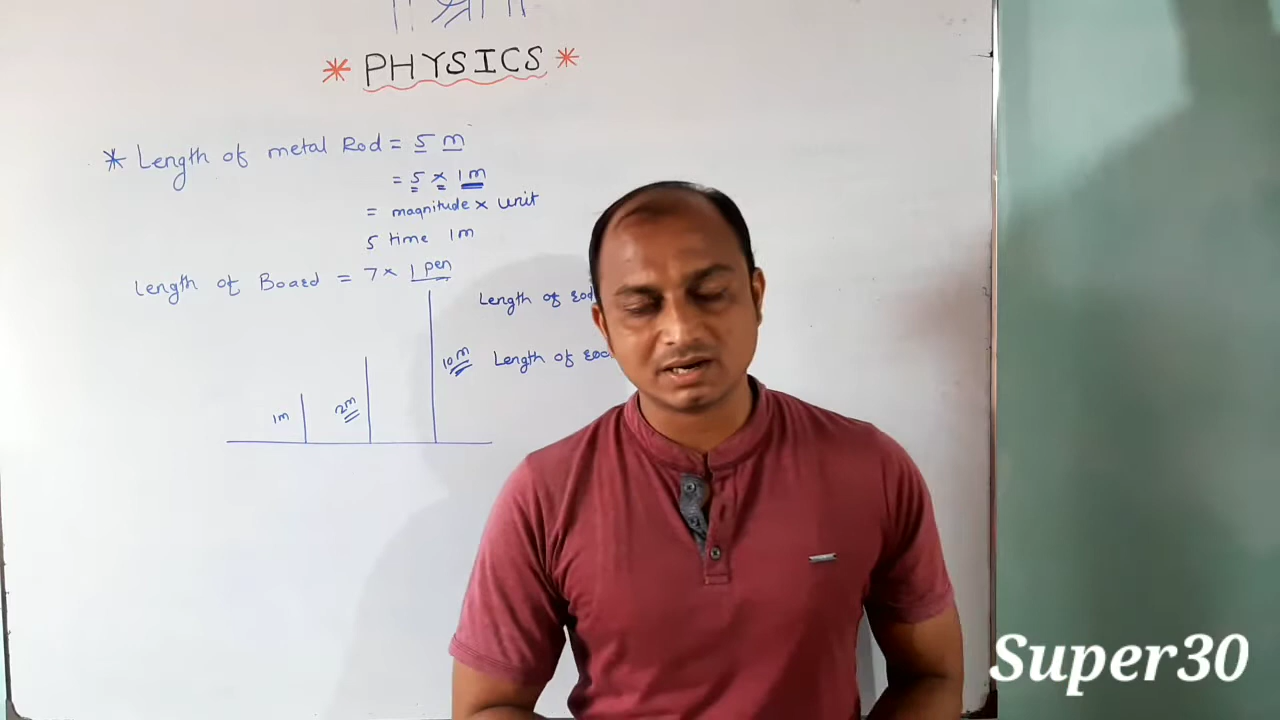 श्री
* PHYSICS *
* Length of metal Rod = 5 m
= 5 × 1m
= magnitude × unit
5 time 1m
Length of Board = 7 × 1 pen
Length of rod
10m Length of
2m
1m
Super30